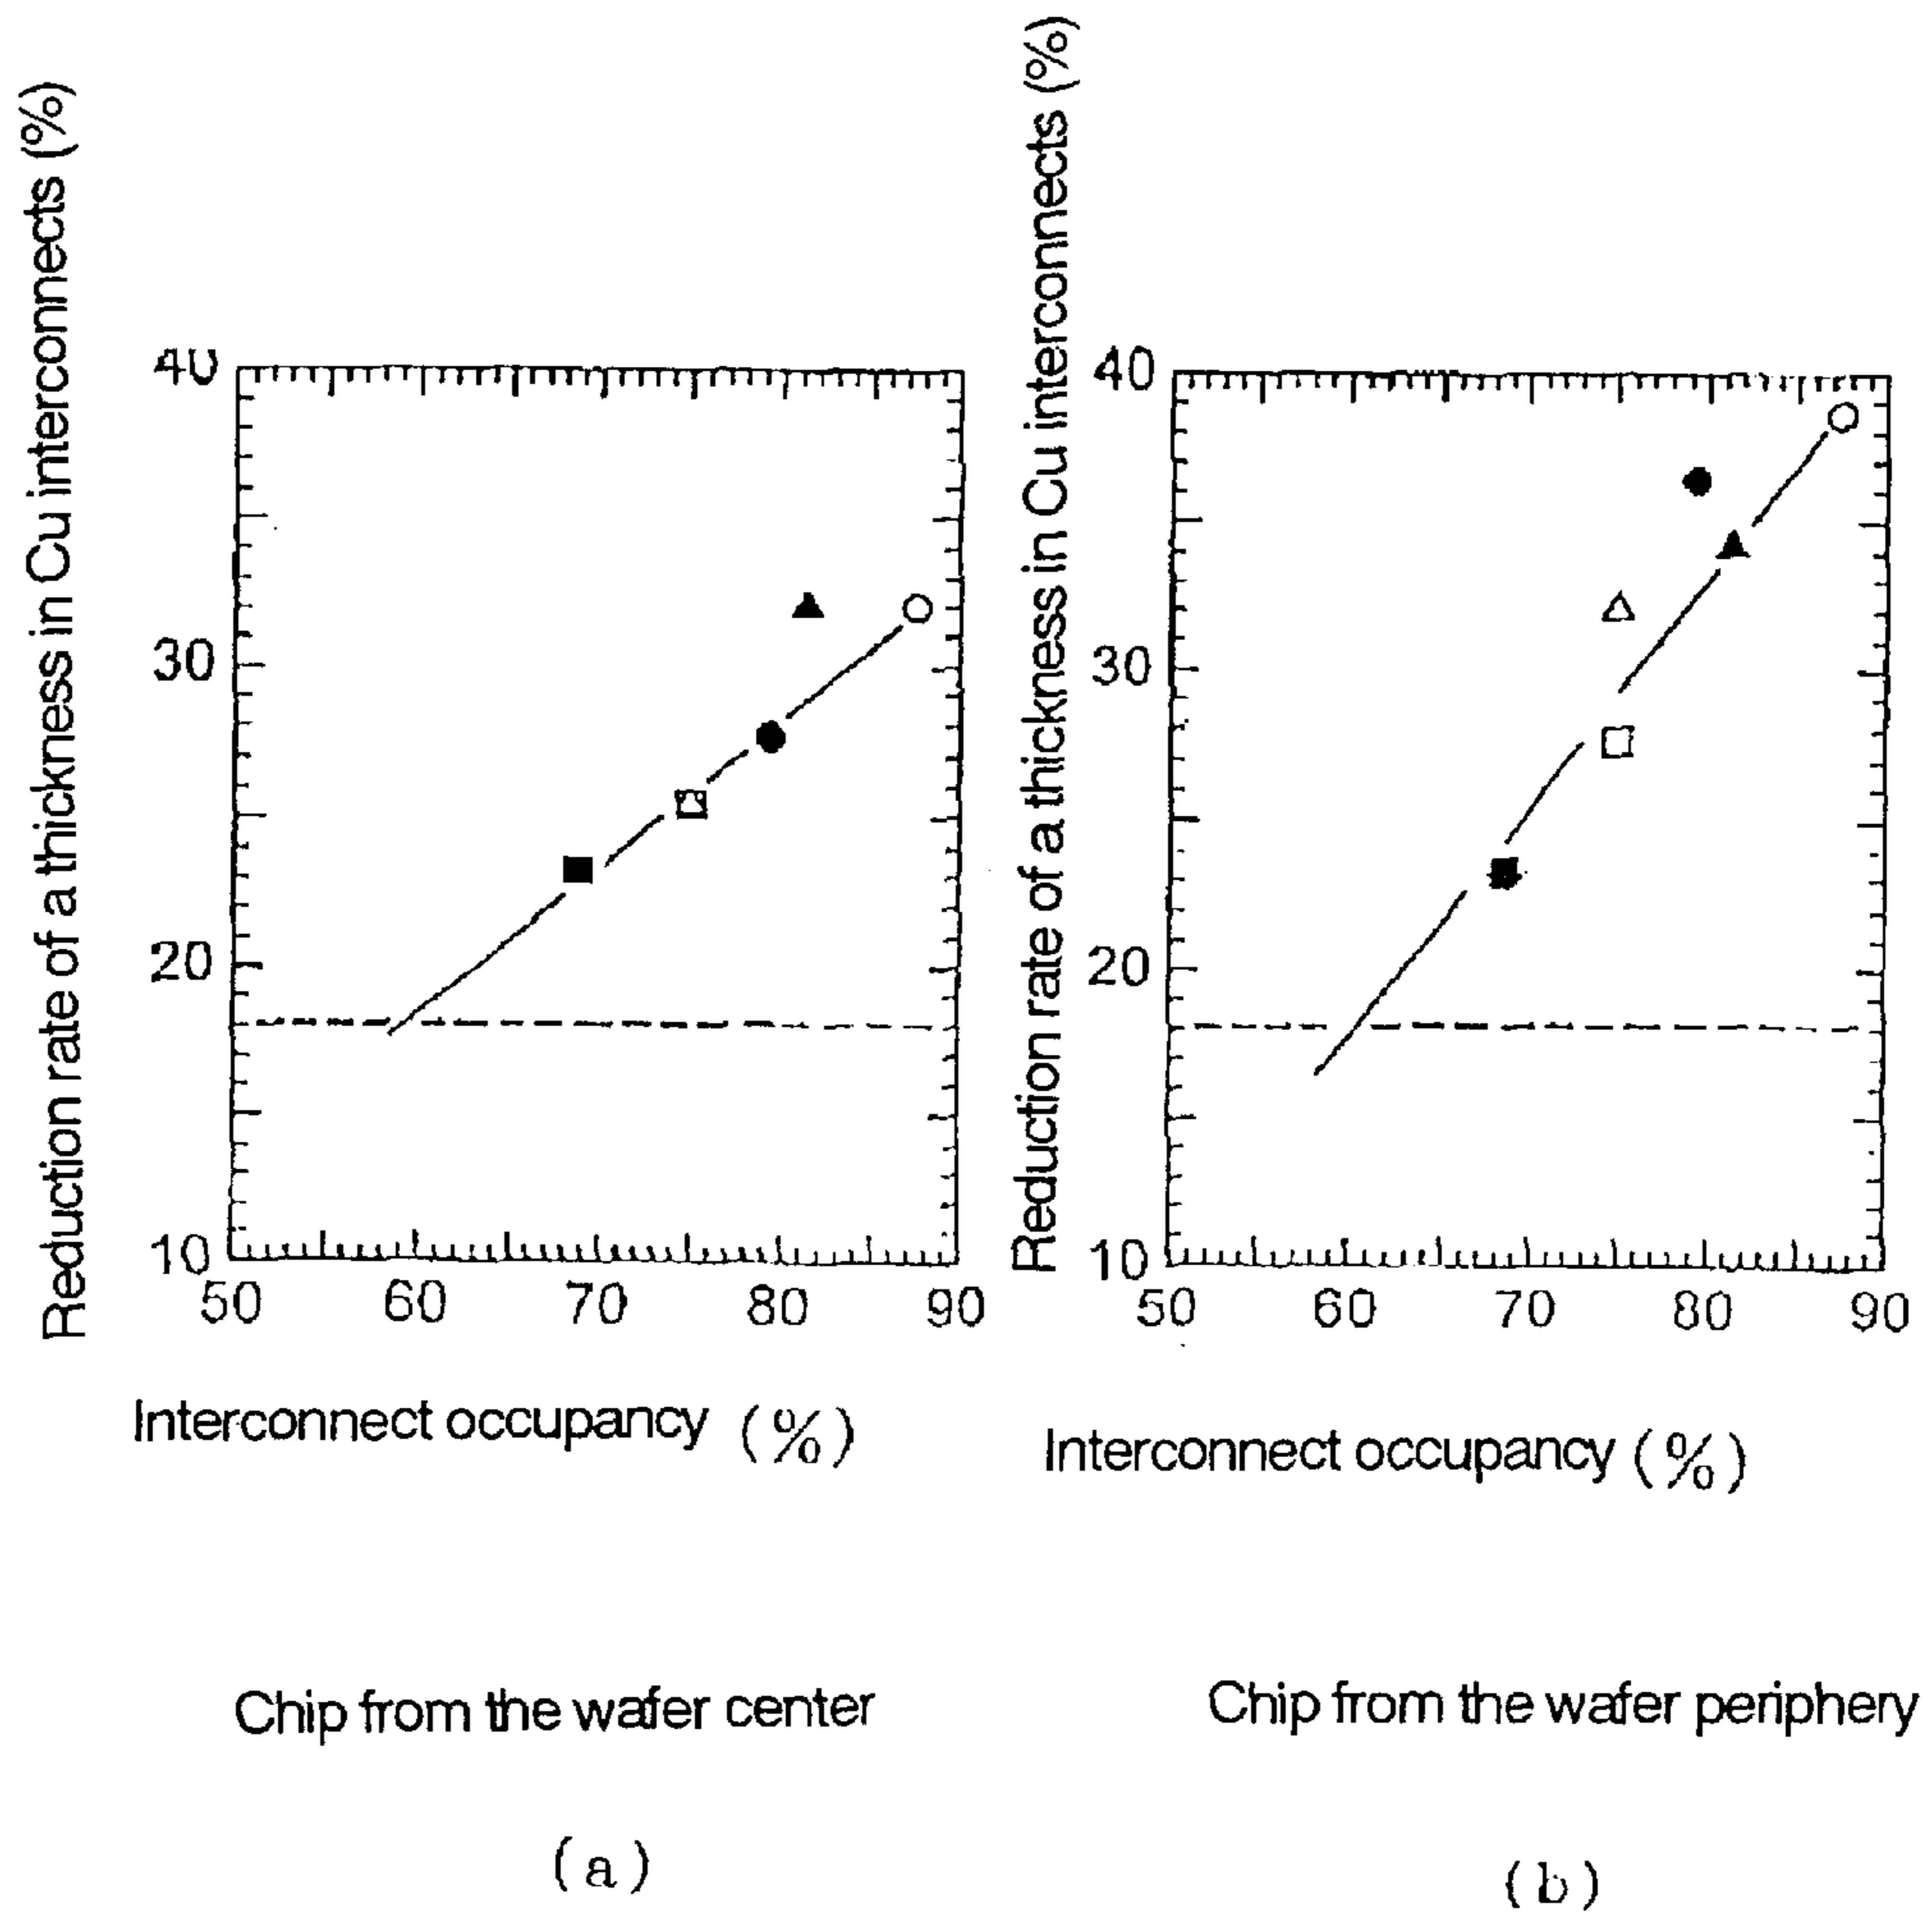 Reduction rate of a thickness in Cu interconnects (%)
40
30
20
10
50 60 70 80 90
Interconnect occupancy (%)
Chip from the wafer center
(a)
Reduction rate of a thickness in Cu interconnects (%)
40
30
20
10
50 60 70 80 90
Interconnect occupancy (%)
Chip from the wafer periphery
(b)